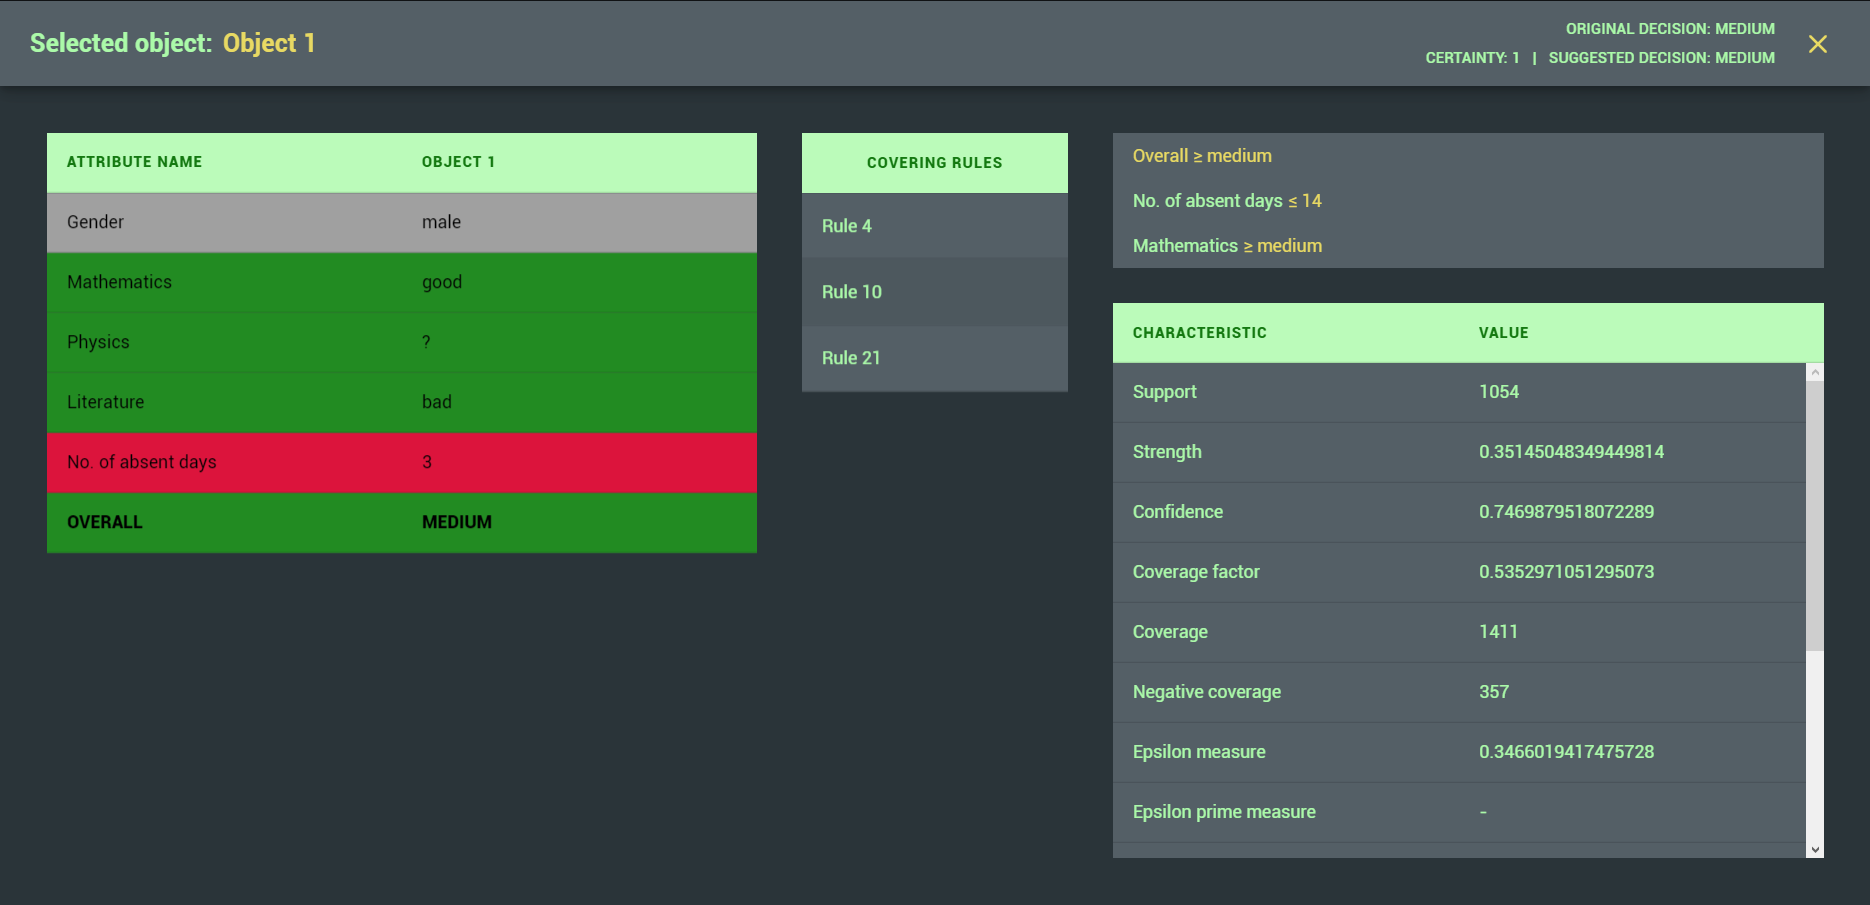 Selected object: Object 1
ORIGINAL DECISION: MEDIUM
CERTAINTY: 1 | SUGGESTED DECISION: MEDIUM
ATTRIBUTE NAME OBJECT 1
Gender male
Mathematics good
Physics ?
Literature bad
No. of absent days 3
OVERALL MEDIUM
COVERING RULES
Rule 4
Rule 10
Rule 21
Overall ≥ medium
No. of absent days ≤ 14
Mathematics ≥ medium
CHARACTERISTIC VALUE
Support 1054
Strength 0.35145048349449814
Confidence 0.7469879518072289
Coverage factor 0.5352971051295073
Coverage 1411
Negative coverage 357
Epsilon measure 0.3466019417475728
Epsilon prime measure -